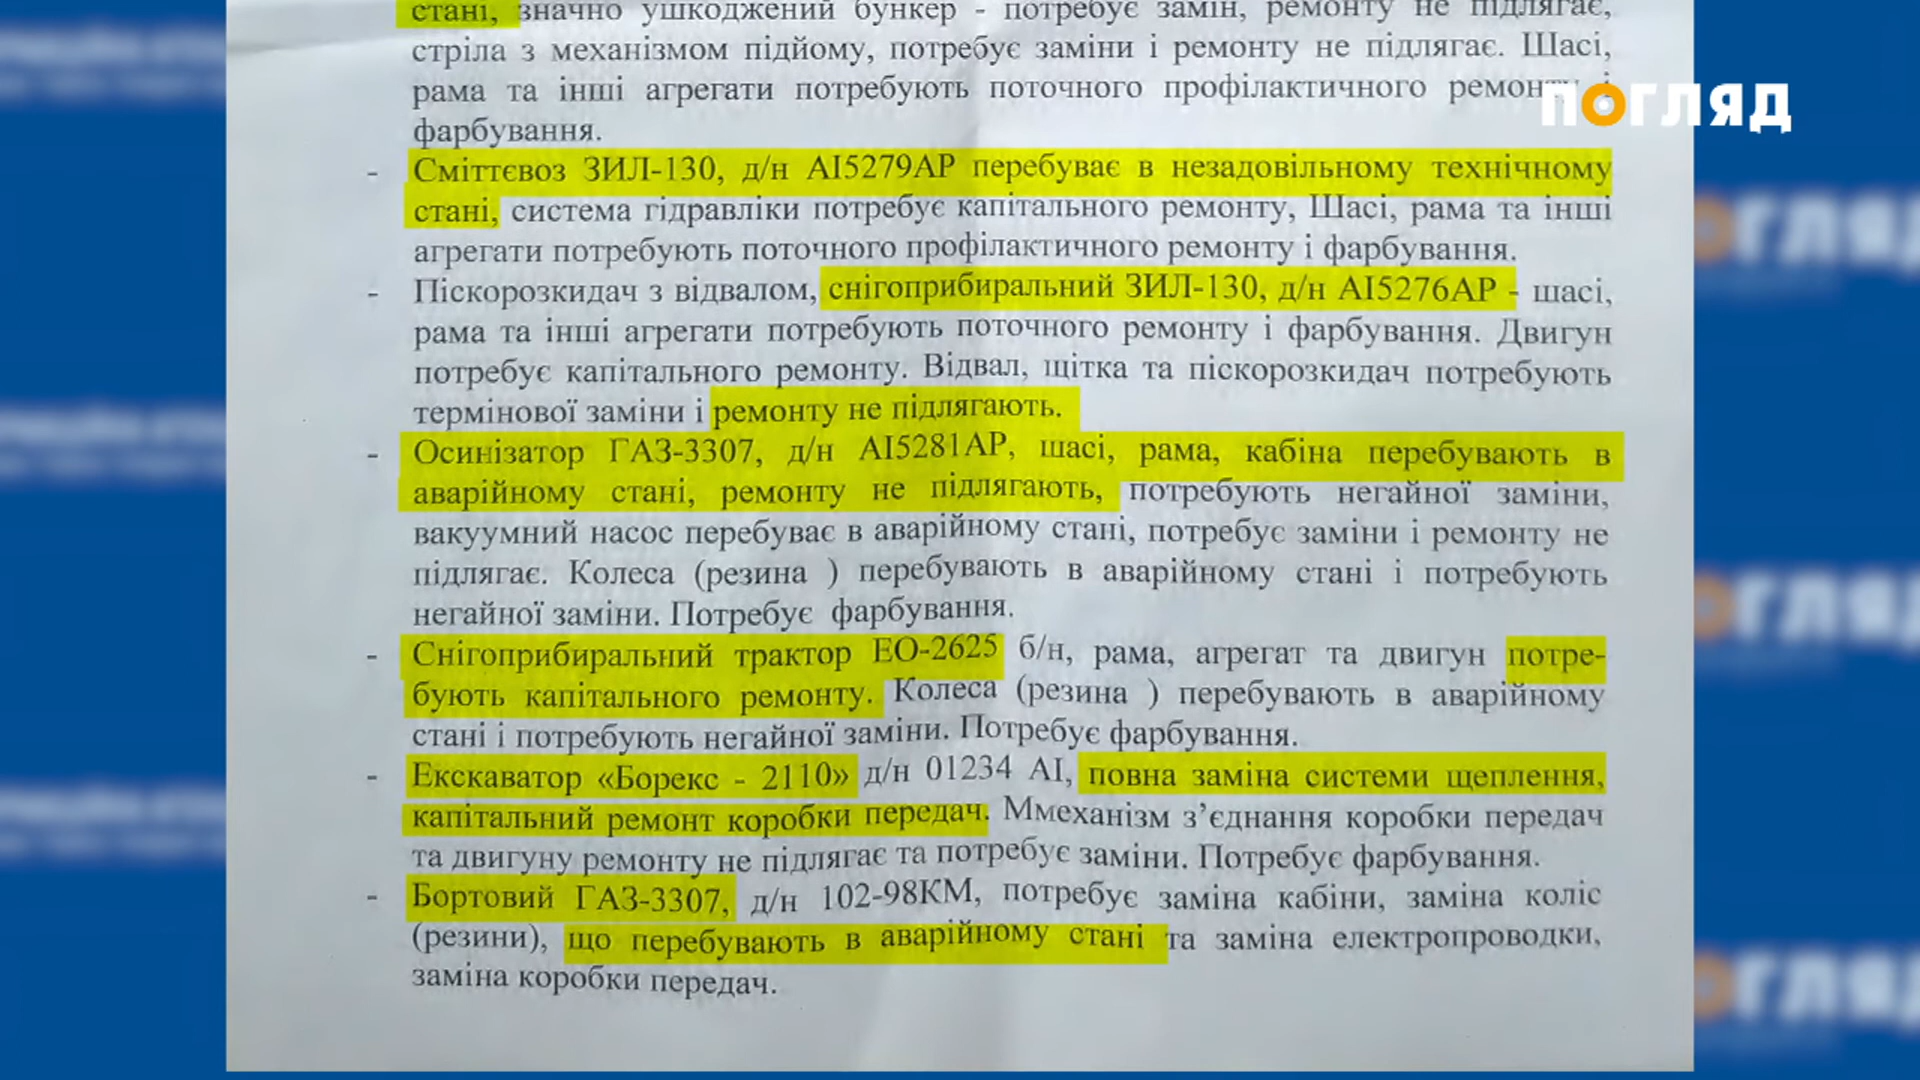 стані, значно ушкоджений бункер - потребує замін, ремонту не підлягає,
стріла з механізмом підйому, потребує заміни і ремонту не підлягає. Шасі,
рама та інші агрегати потребують поточного профілактичного ремонту і
фарбування.
ПОГЛЯД
- Сміттєвоз ЗИЛ-130, д/н АІ5279АР перебуває в незадовільному технічному
стані, система гідравліки потребує капітального ремонту, Шасі, рама та інші
агрегати потребують поточного профілактичного ремонту і фарбування.
- Піскорозкидач з відвалом, снігоприбиральний ЗИЛ-130, д/н АІ5276АР - шасі,
рама та інші агрегати потребують поточного ремонту і фарбування. Двигун
потребує капітального ремонту. Відвал, щітка та піскорозкидач потребують
термінової заміни і ремонту не підлягають.
- Осинізатор ГАЗ-3307, д/н АІ5281АР, шасі, рама, кабіна перебувають в
аварійному стані, ремонту не підлягають, потребують негайної заміни,
вакуумний насос перебуває в аварійному стані, потребує заміни і ремонту не
підлягає. Колеса (резина ) перебувають в аварійному стані і потребують
негайної заміни. Потребує фарбування.
- Снігоприбиральний трактор ЕО-2625 б/н, рама, агрегат та двигун потре-
бують капітального ремонту. Колеса (резина ) перебувають в аварійному
стані і потребують негайної заміни. Потребує фарбування.
- Екскаватор «Борекс - 2110» д/н 01234 АІ, повна заміна системи щеплення,
капітальний ремонт коробки передач. Ммеханізм з’єднання коробки передач
та двигуну ремонту не підлягає та потребує заміни. Потребує фарбування.
- Бортовий ГАЗ-3307, д/н 102-98КМ, потребує заміна кабіни, заміна коліс
(резини), що перебувають в аварійному стані та заміна електропроводки,
заміна коробки передач.